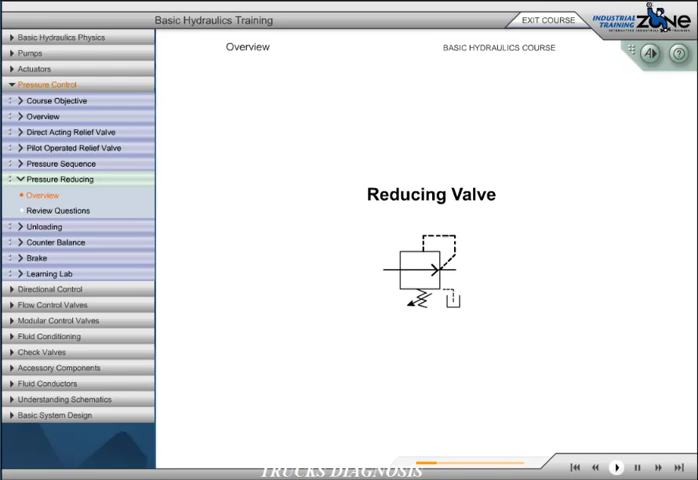 Basic Hydraulics Training
EXIT COURSE
INDUSTRIAL
TRAINING
ZONE
Basic Hydraulics Physics
Pumps
Actuators
Pressure Control
Course Objective
Overview
Direct Acting Relief Valve
Pilot Operated Relief Valve
Pressure Sequence
Pressure Reducing
Overview
Review Questions
Unloading
Counter Balance
Brake
Learning Lab
Directional Control
Flow Control Valves
Modular Control Valves
Fluid Conditioning
Check Valves
Accessory Components
Fluid Conductors
Understanding Schematics
Basic System Design
Overview
BASIC HYDRAULICS COURSE
A
?
Reducing Valve
TRUCKS DIAGNOSIS